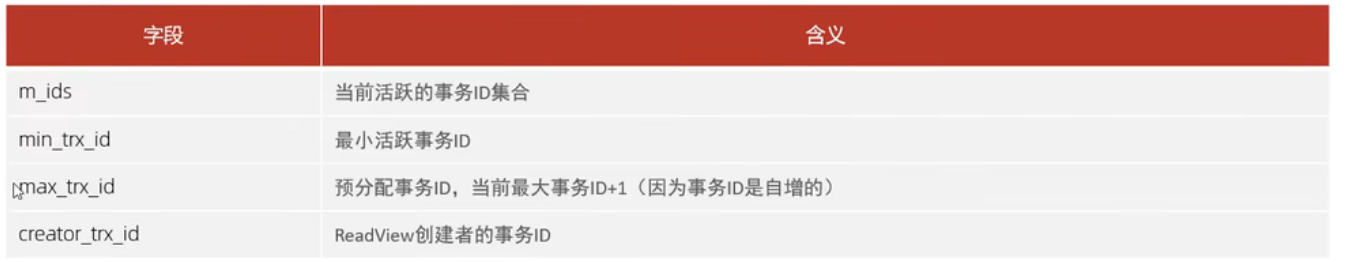 字段 含义
m_ids 当前活跃的事务ID集合
min_trx_id 最小活跃事务ID
max_trx_id 预分配事务ID，当前最大事务ID+1（因为事务ID是自增的）
creator_trx_id ReadView创建者的事务ID